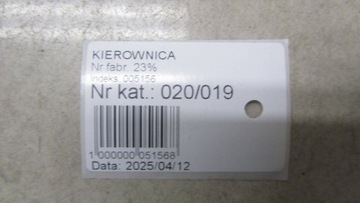 KIEROWNICA
Nr fabr. 23%
Indeks: 005156
Nr kat.: 020/019
1 000000 051568
Data: 2025/04/12